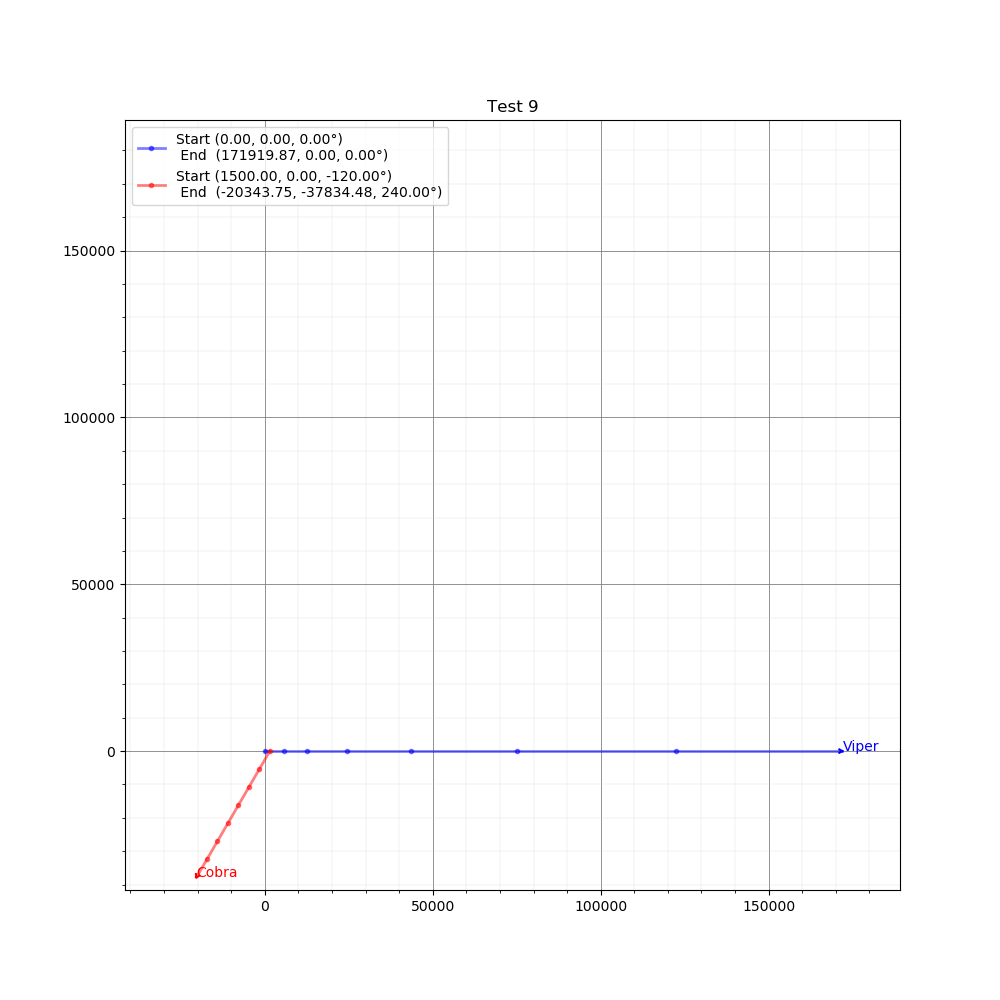 Test 9
Start (0.00, 0.00, 0.00°)
End  (171919.87, 0.00, 0.00°)
Start (1500.00, 0.00, -120.00°)
End  (-20343.75, -37834.48, 240.00°)
150000
100000
50000
0
Viper
Cobra
0
50000
100000
150000